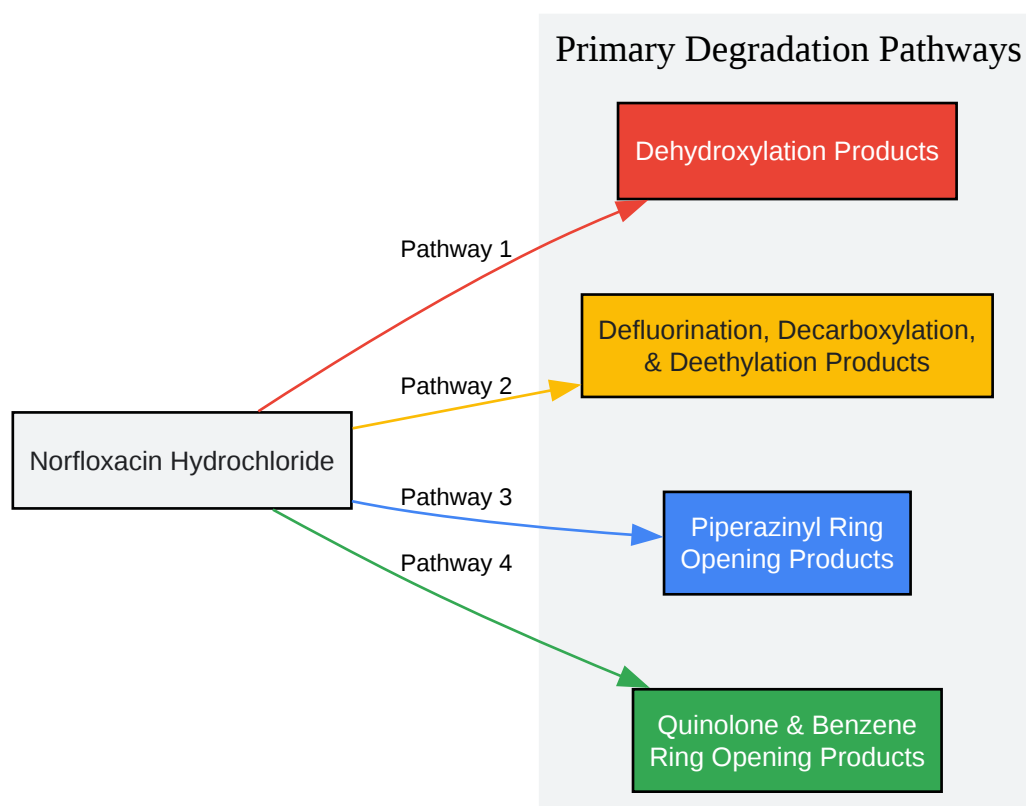 Primary Degradation Pathways
Dehydroxylation Products
Pathway 1
Defluorination, Decarboxylation,
& Deethylation Products
Pathway 2
Norfloxacin Hydrochloride
Pathway 3
Piperazinyl Ring
Opening Products
Pathway 4
Quinolone & Benzene
Ring Opening Products